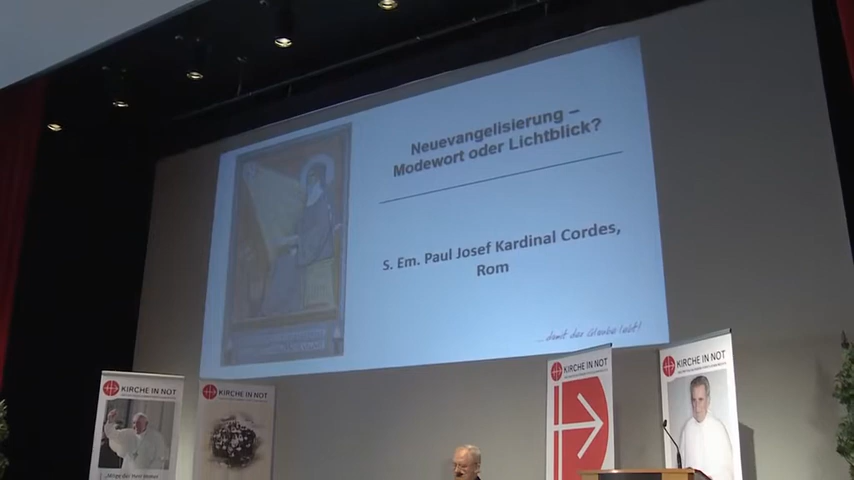 Neuevangelisierung –
Modewort oder Lichtblick?
S. Em. Paul Josef Kardinal Cordes,
Rom
... damit der Glaube lebt!
KIRCHE IN NOT
KIRCHE IN NOT
KIRCHE IN NOT
KIRCHE IN NOT